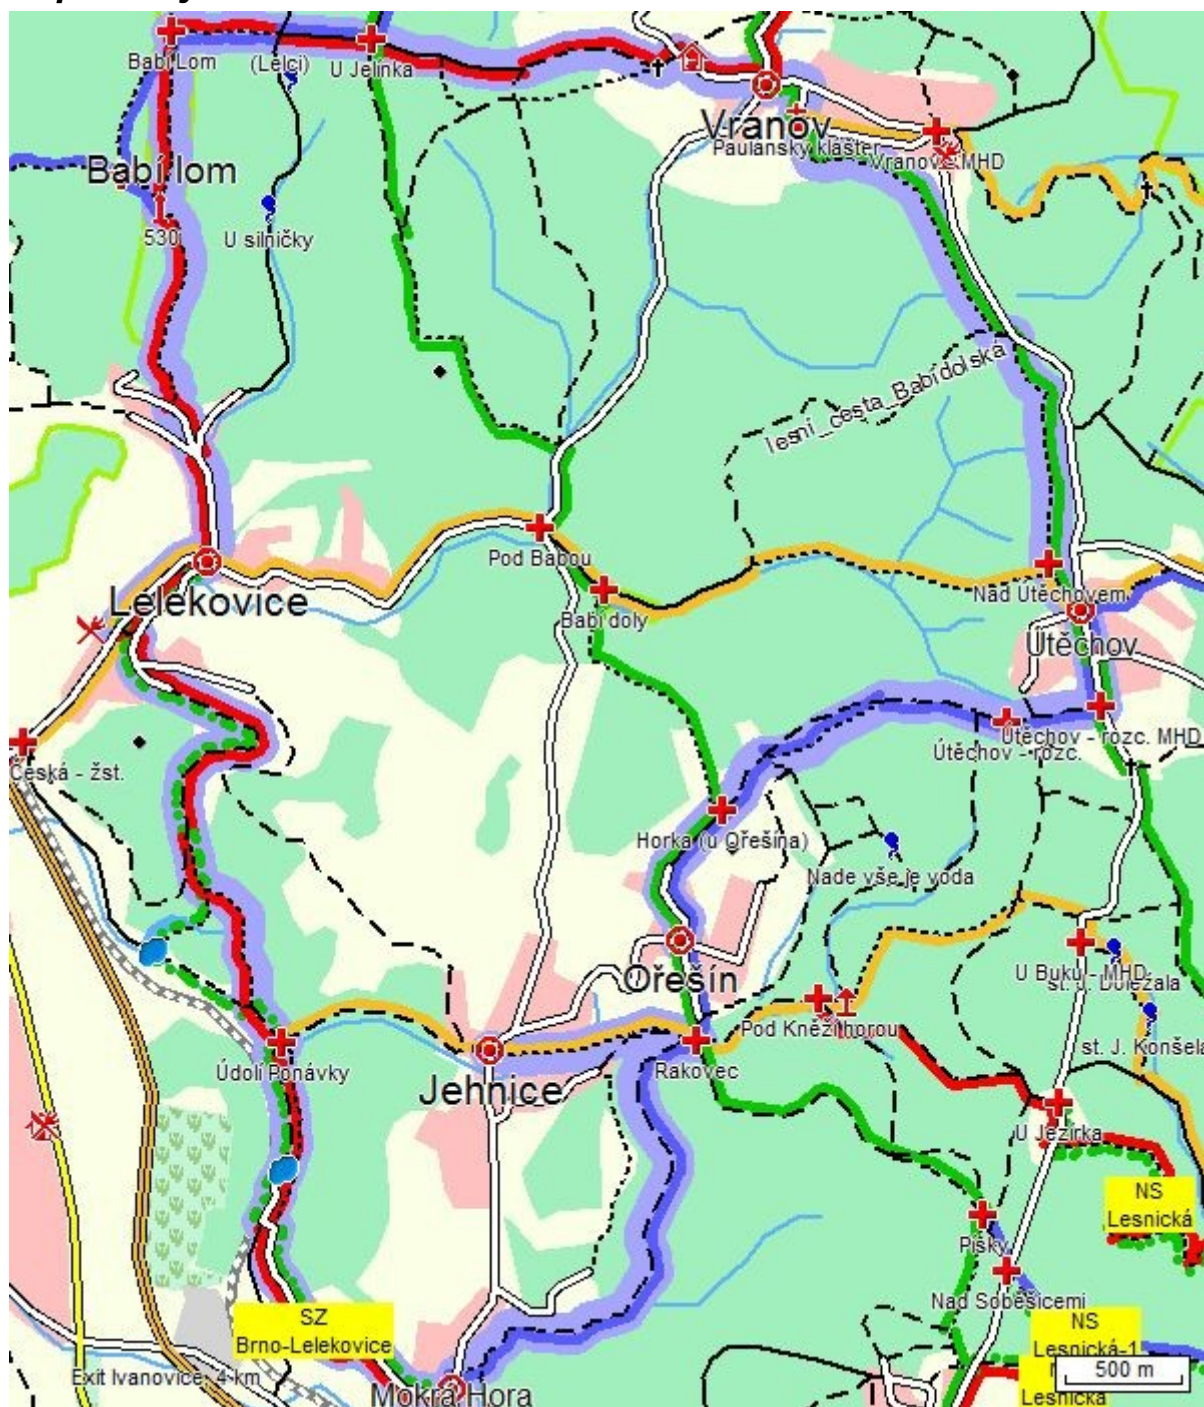 Babí Lom
(Lelci)
U Jelínka
Vranov
Paulánský klášter
Vranov - MHD
Babí lom
530
U silničky
lesní_cesta_Babídolská
Pod Babou
Lelekovice
Babí doly
Nad Útěchovem
Útěchov
Útěchov - rozc. MHD
Útěchov - rozc.
Česká - žst.
Horka (u Ořešína)
Nade vše je voda
Ořešín
U Buku - MHD
st. J. Doležala
Pod Kněží horou
st. J. Konšela
Údolí Ponávky
Rakovec
Jehnice
U Jezírka
NS
Lesnická
Písky
Nad Soběšicemi
SZ
Brno-Lelekovice
NS
Lesnická-1
Exit Ivanovice, 4 km
500 m
Lesnická
Mokrá Hora